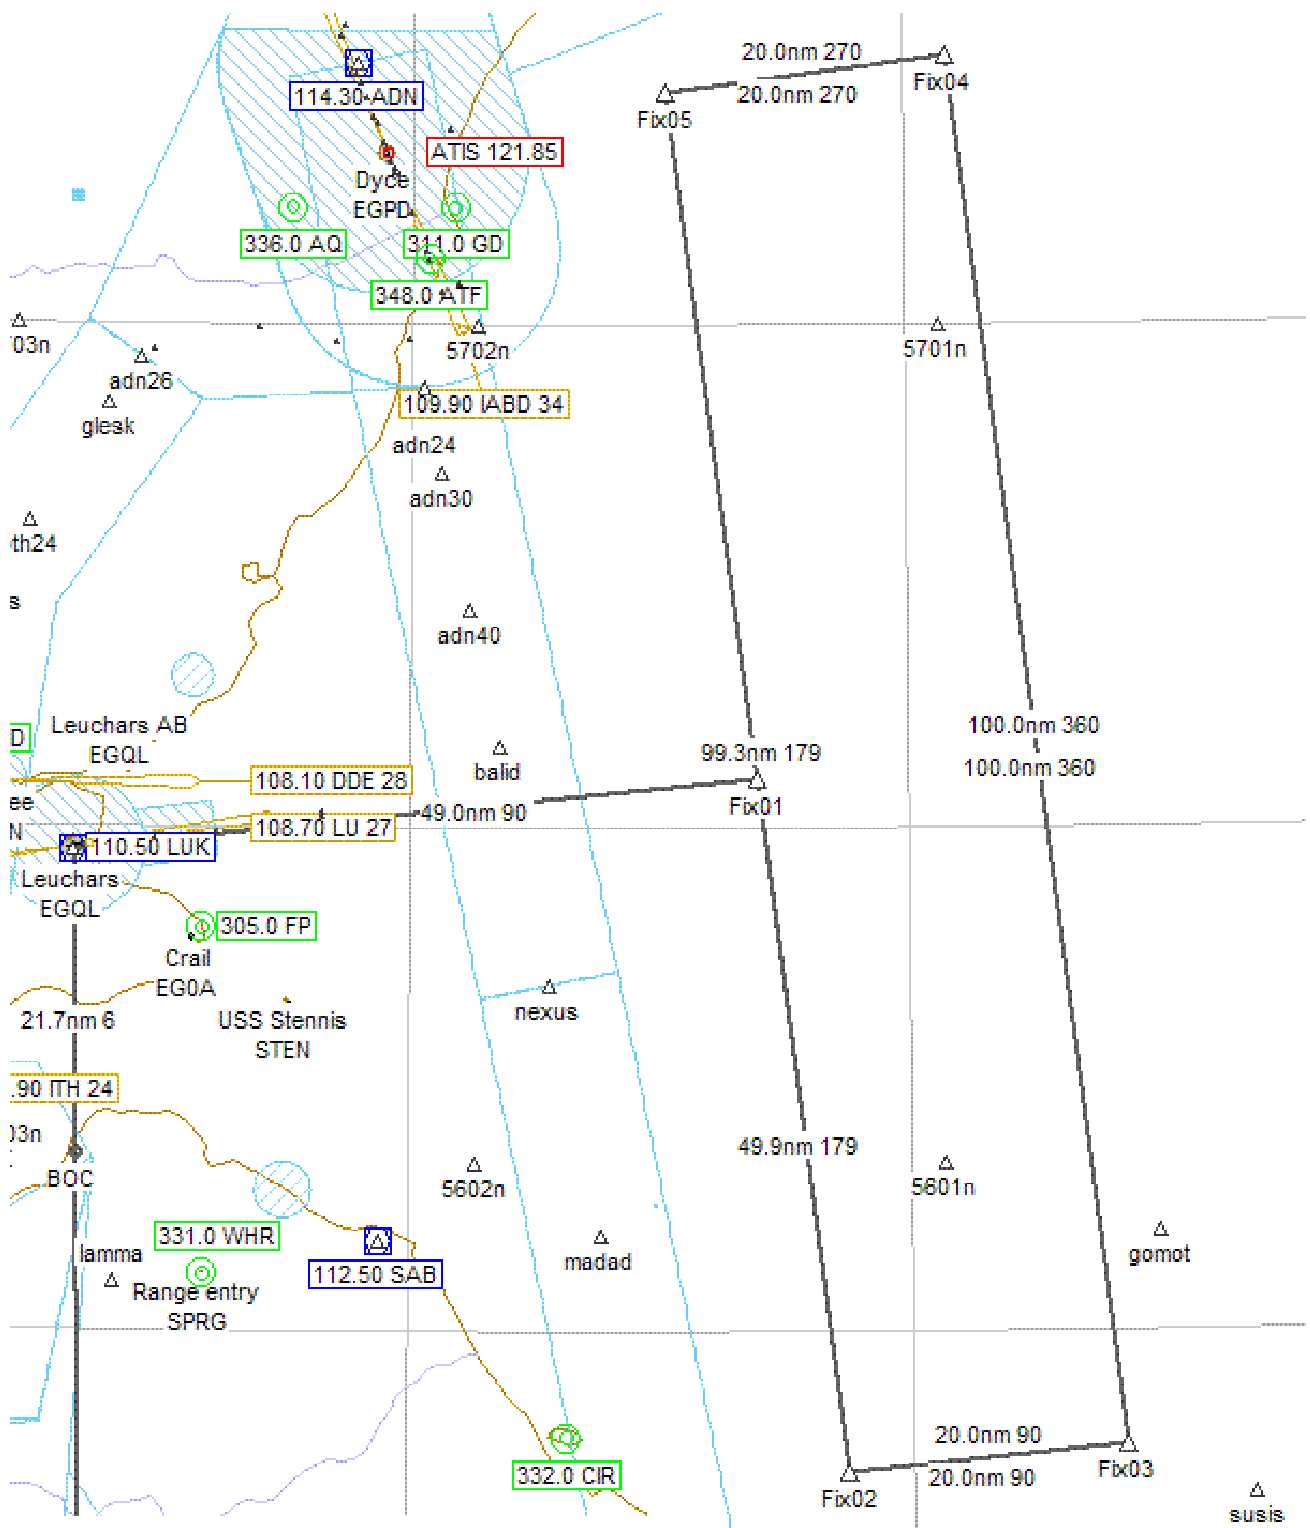 20.0nm 270
Fix04
114.30 ADN
20.0nm 270
Fix05
ATIS 121.85
Dyce
EGPD
336.0 AQ
311.0 GD
348.0 ATF
03n
5702n
5701n
adn26
glesk
109.90 IABD 34
adn24
adn30
th24
s
adn40
Leuchars AB
EGQL
D
100.0nm 360
99.3nm 179
balid
100.0nm 360
108.10 DDE 28
ee
Fix01
49.0nm 90
N
108.70 LU 27
110.50 LUK
Leuchars
EGQL
305.0 FP
Crail
EG0A
nexus
21.7nm 6
USS Stennis
STEN
.90 ITH 24
03n
49.9nm 179
BOC
5602n
5601n
331.0 WHR
lamma
madad
gomot
112.50 SAB
Range entry
SPRG
20.0nm 90
332.0 CIR
20.0nm 90
Fix03
Fix02
susis